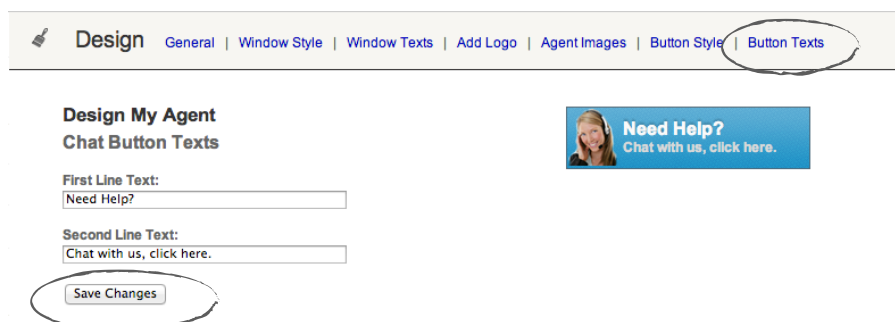 Design General | Window Style | Window Texts | Add Logo | Agent Images | Button Style | Button Texts
Design My Agent
Chat Button Texts
First Line Text:
Need Help?
Second Line Text:
Chat with us, click here.
Save Changes
Need Help?
Chat with us, click here.